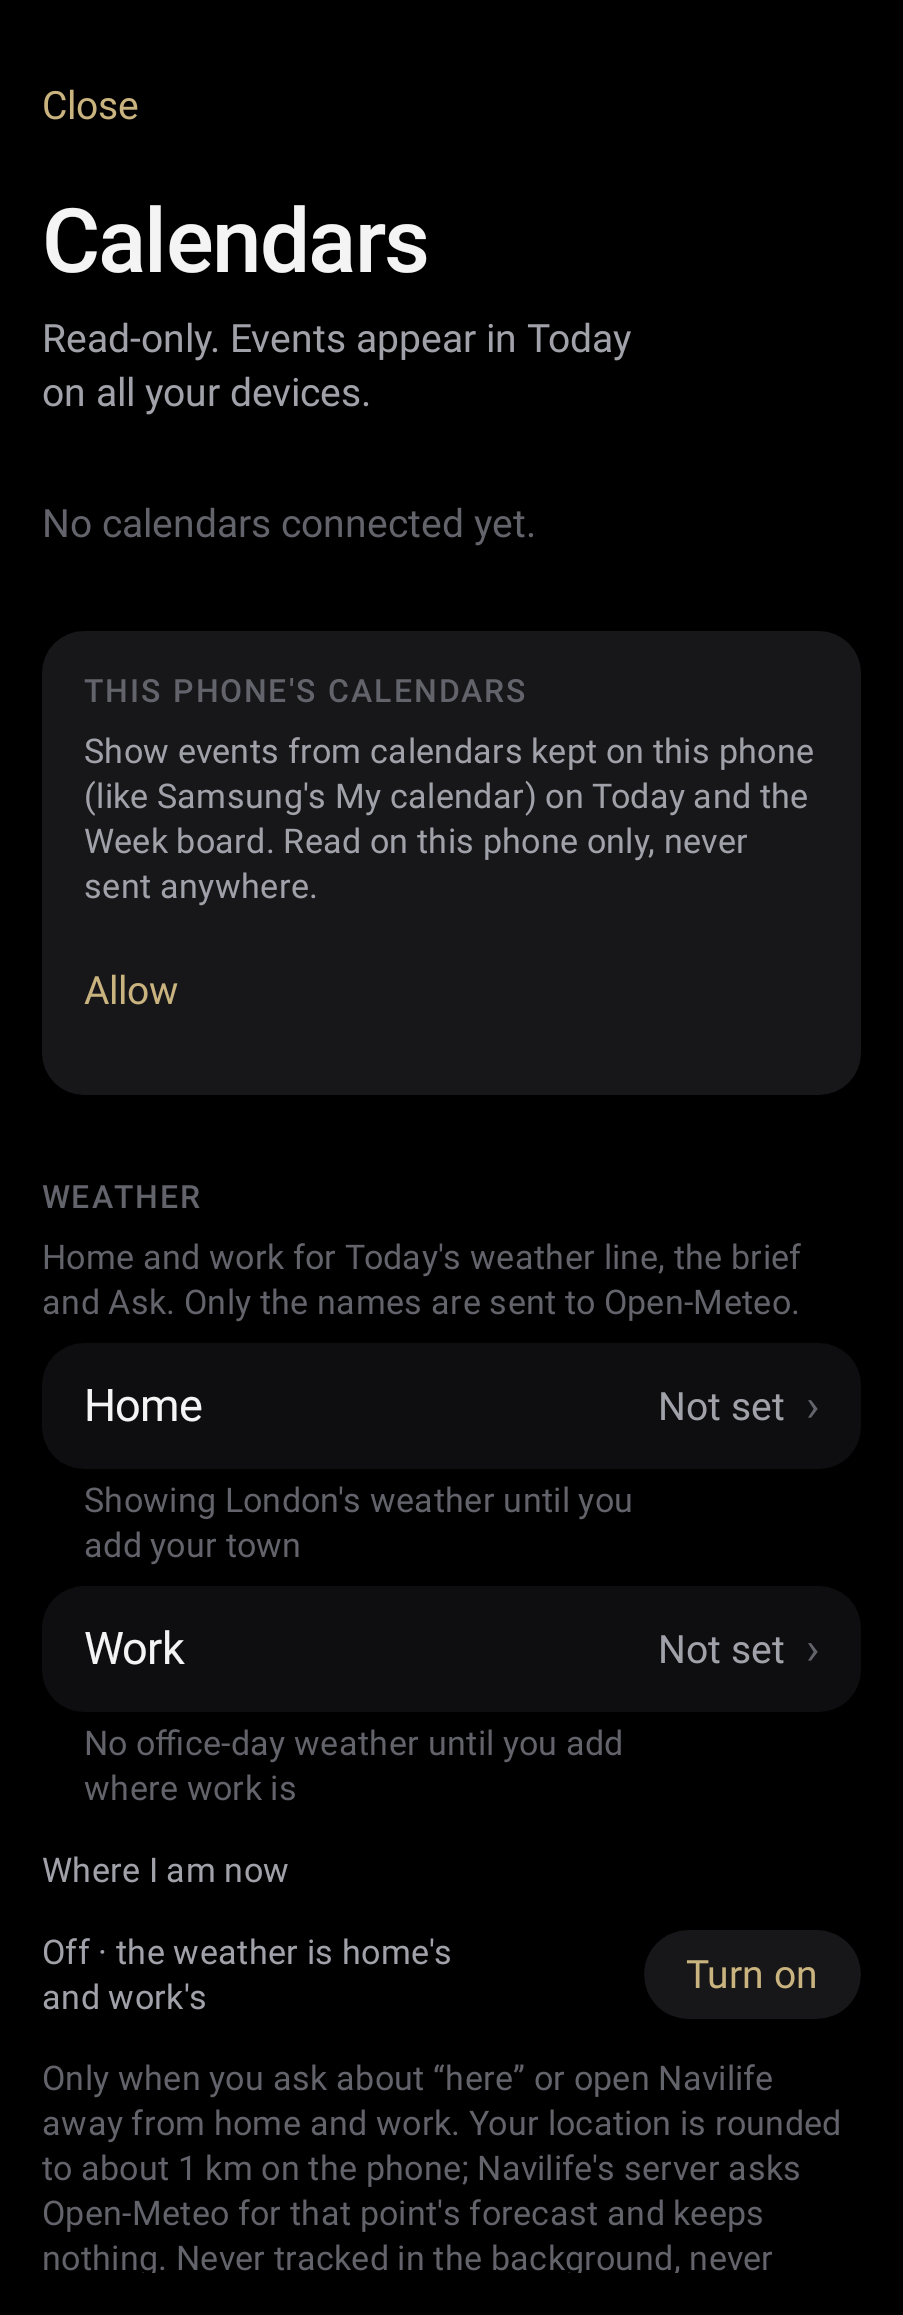 Close
Calendars
Read-only. Events appear in Today
on all your devices.
No calendars connected yet.
THIS PHONE'S CALENDARS
Show events from calendars kept on this phone
(like Samsung's My calendar) on Today and the
Week board. Read on this phone only, never
sent anywhere.
Allow
WEATHER
Home and work for Today's weather line, the brief
and Ask. Only the names are sent to Open-Meteo.
Home Not set ›
Showing London's weather until you
add your town
Work Not set ›
No office-day weather until you add
where work is
Where I am now
Off · the weather is home's
and work's
Turn on
Only when you ask about “here” or open Navilife
away from home and work. Your location is rounded
to about 1 km on the phone; Navilife's server asks
Open-Meteo for that point's forecast and keeps
nothing. Never tracked in the background, never